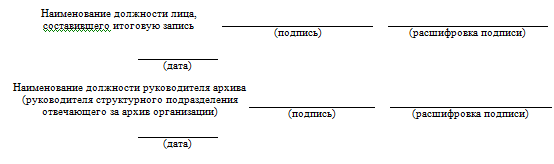 Наименование должности лица,
составившего итоговую запись
(подпись) (расшифровка подписи)
(дата)
Наименование должности руководителя архива
(руководителя структурного подразделения
отвечающего за архив организации)
(подпись) (расшифровка подписи)
(дата)